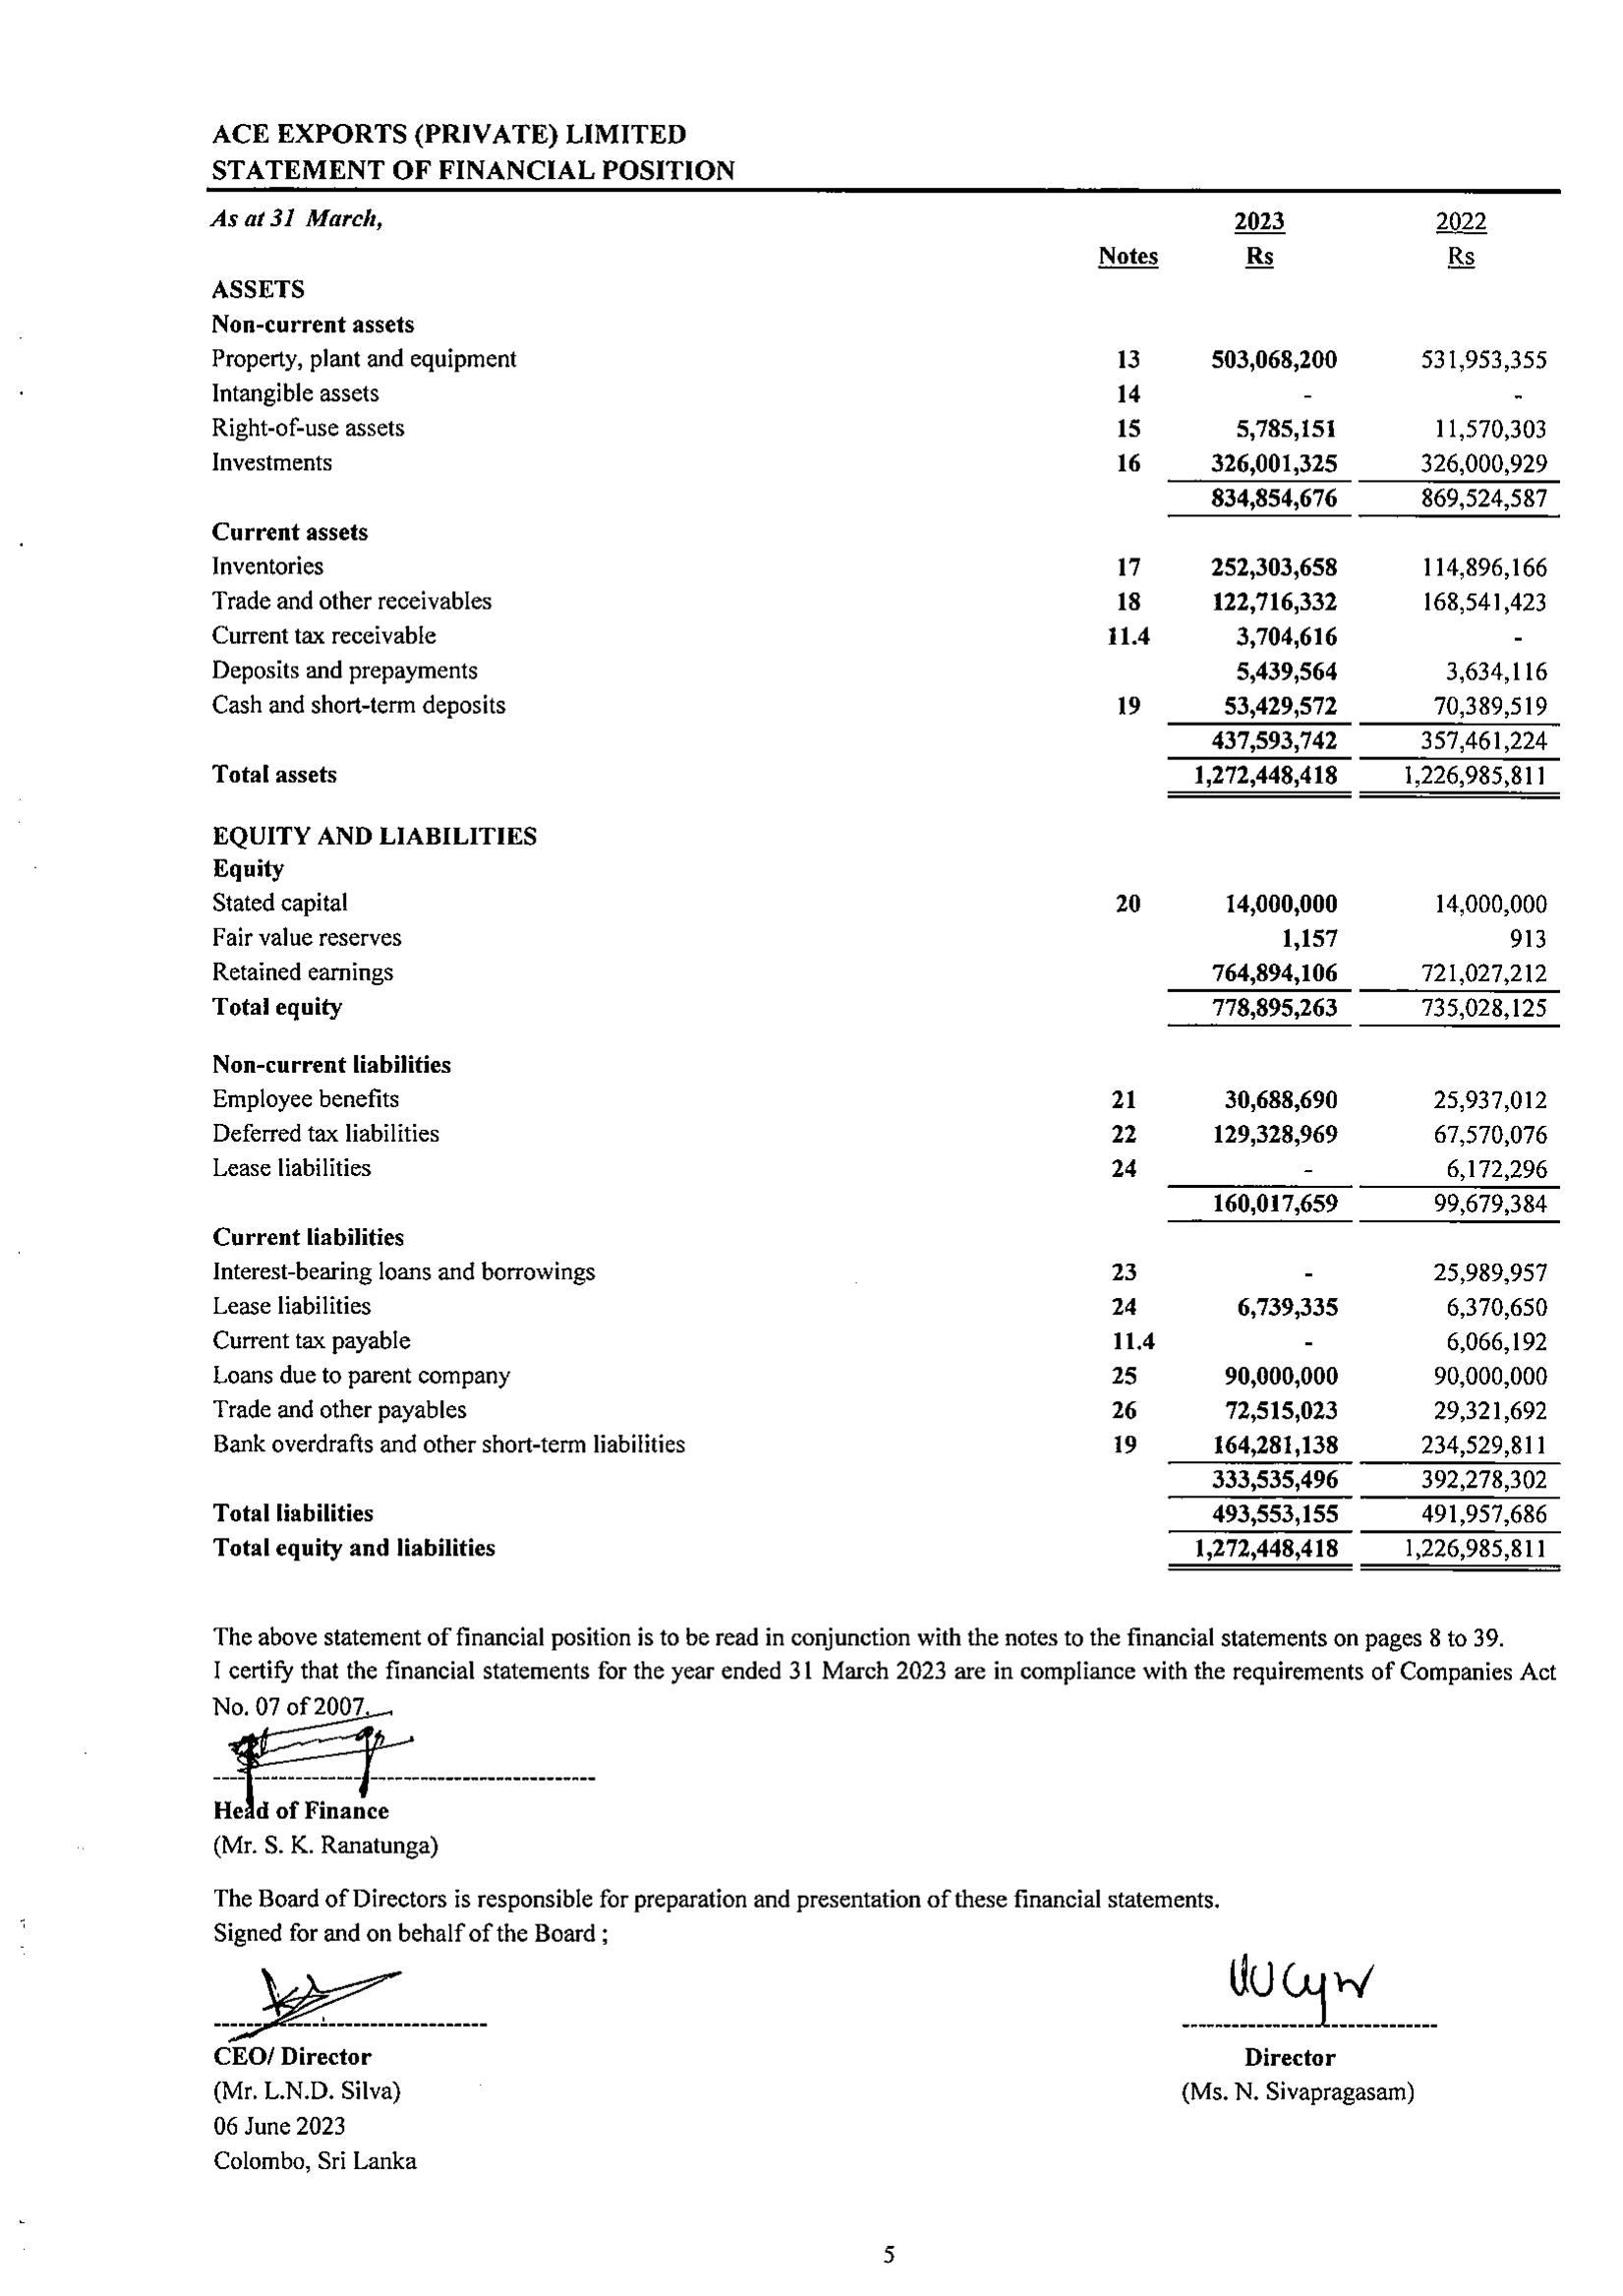 ACE EXPORTS (PRIVATE) LIMITED
STATEMENT OF FINANCIAL POSITION
As at 31 March, 2023 2022
Notes Rs Rs
ASSETS
Non-current assets
Property, plant and equipment 13 503,068,200 531,953,355
Intangible assets 14 - -
Right-of-use assets 15 5,785,151 11,570,303
Investments 16 326,001,325 326,000,929
834,854,676 869,524,587
Current assets
Inventories 17 252,303,658 114,896,166
Trade and other receivables 18 122,716,332 168,541,423
Current tax receivable 11.4 3,704,616 -
Deposits and prepayments 5,439,564 3,634,116
Cash and short-term deposits 19 53,429,572 70,389,519
437,593,742 357,461,224
Total assets 1,272,448,418 1,226,985,811
EQUITY AND LIABILITIES
Equity
Stated capital 20 14,000,000 14,000,000
Fair value reserves 1,157 913
Retained earnings 764,894,106 721,027,212
Total equity 778,895,263 735,028,125
Non-current liabilities
Employee benefits 21 30,688,690 25,937,012
Deferred tax liabilities 22 129,328,969 67,570,076
Lease liabilities 24 - 6,172,296
160,017,659 99,679,384
Current liabilities
Interest-bearing loans and borrowings 23 - 25,989,957
Lease liabilities 24 6,739,335 6,370,650
Current tax payable 11.4 - 6,066,192
Loans due to parent company 25 90,000,000 90,000,000
Trade and other payables 26 72,515,023 29,321,692
Bank overdrafts and other short-term liabilities 19 164,281,138 234,529,811
333,535,496 392,278,302
Total liabilities 493,553,155 491,957,686
Total equity and liabilities 1,272,448,418 1,226,985,811
The above statement of financial position is to be read in conjunction with the notes to the financial statements on pages 8 to 39.
I certify that the financial statements for the year ended 31 March 2023 are in compliance with the requirements of Companies Act
No. 07 of 2007.
Head of Finance
(Mr. S. K. Ranatunga)
The Board of Directors is responsible for preparation and presentation of these financial statements.
Signed for and on behalf of the Board ;
CEO/ Director Director
(Mr. L.N.D. Silva) (Ms. N. Sivapragasam)
06 June 2023
Colombo, Sri Lanka
5